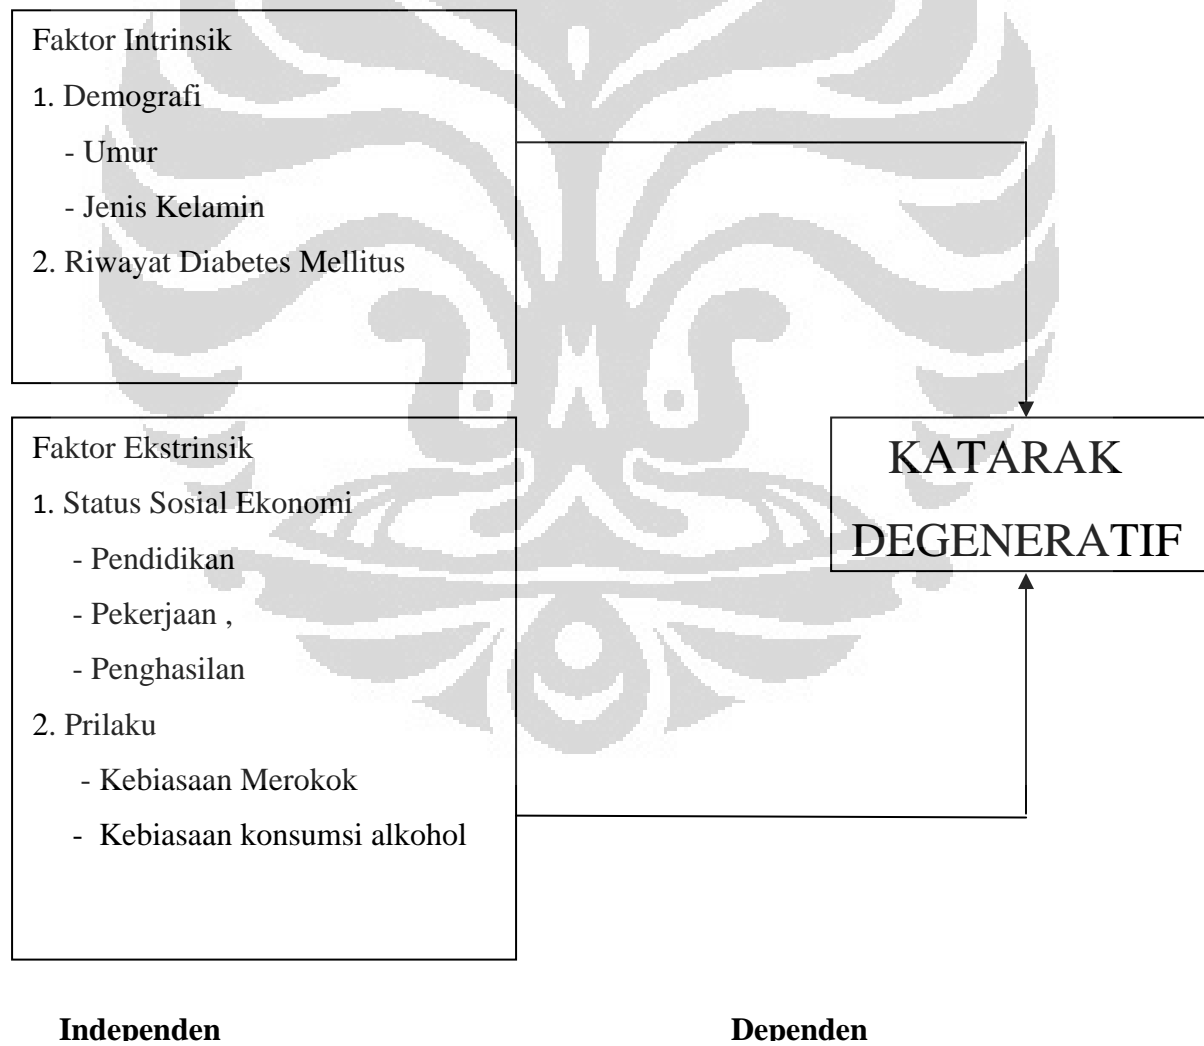 Faktor Intrinsik
1. Demografi
- Umur
- Jenis Kelamin
2. Riwayat Diabetes Mellitus
Faktor Ekstrinsik
1. Status Sosial Ekonomi
- Pendidikan
- Pekerjaan ,
- Penghasilan
2. Prilaku
- Kebiasaan Merokok
- Kebiasaan konsumsi alkohol
KATARAK
DEGENERATIF
Independen
Dependen